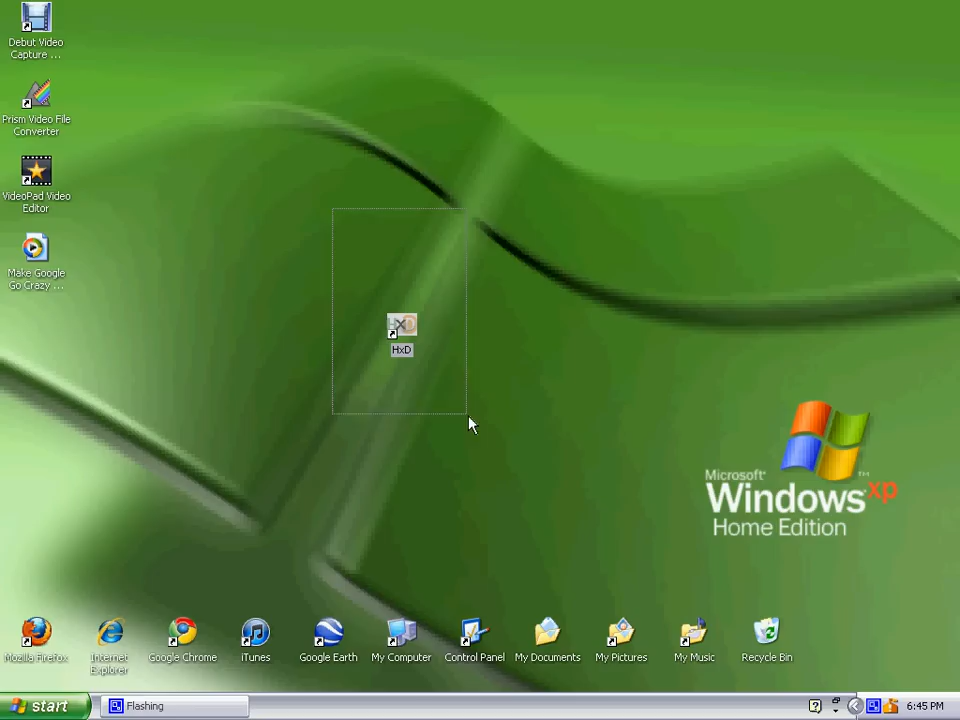 Debut Video
Capture ...
Prism Video File
Converter
VideoPad Video
Editor
Make Google
Go Crazy ...
HxD
HxD
Microsoft
Windows xp
Home Edition
™
Mozilla Firefox
Internet
Explorer
Google Chrome
iTunes
Google Earth
My Computer
Control Panel
My Documents
My Pictures
My Music
Recycle Bin
start
Flashing
6:45 PM